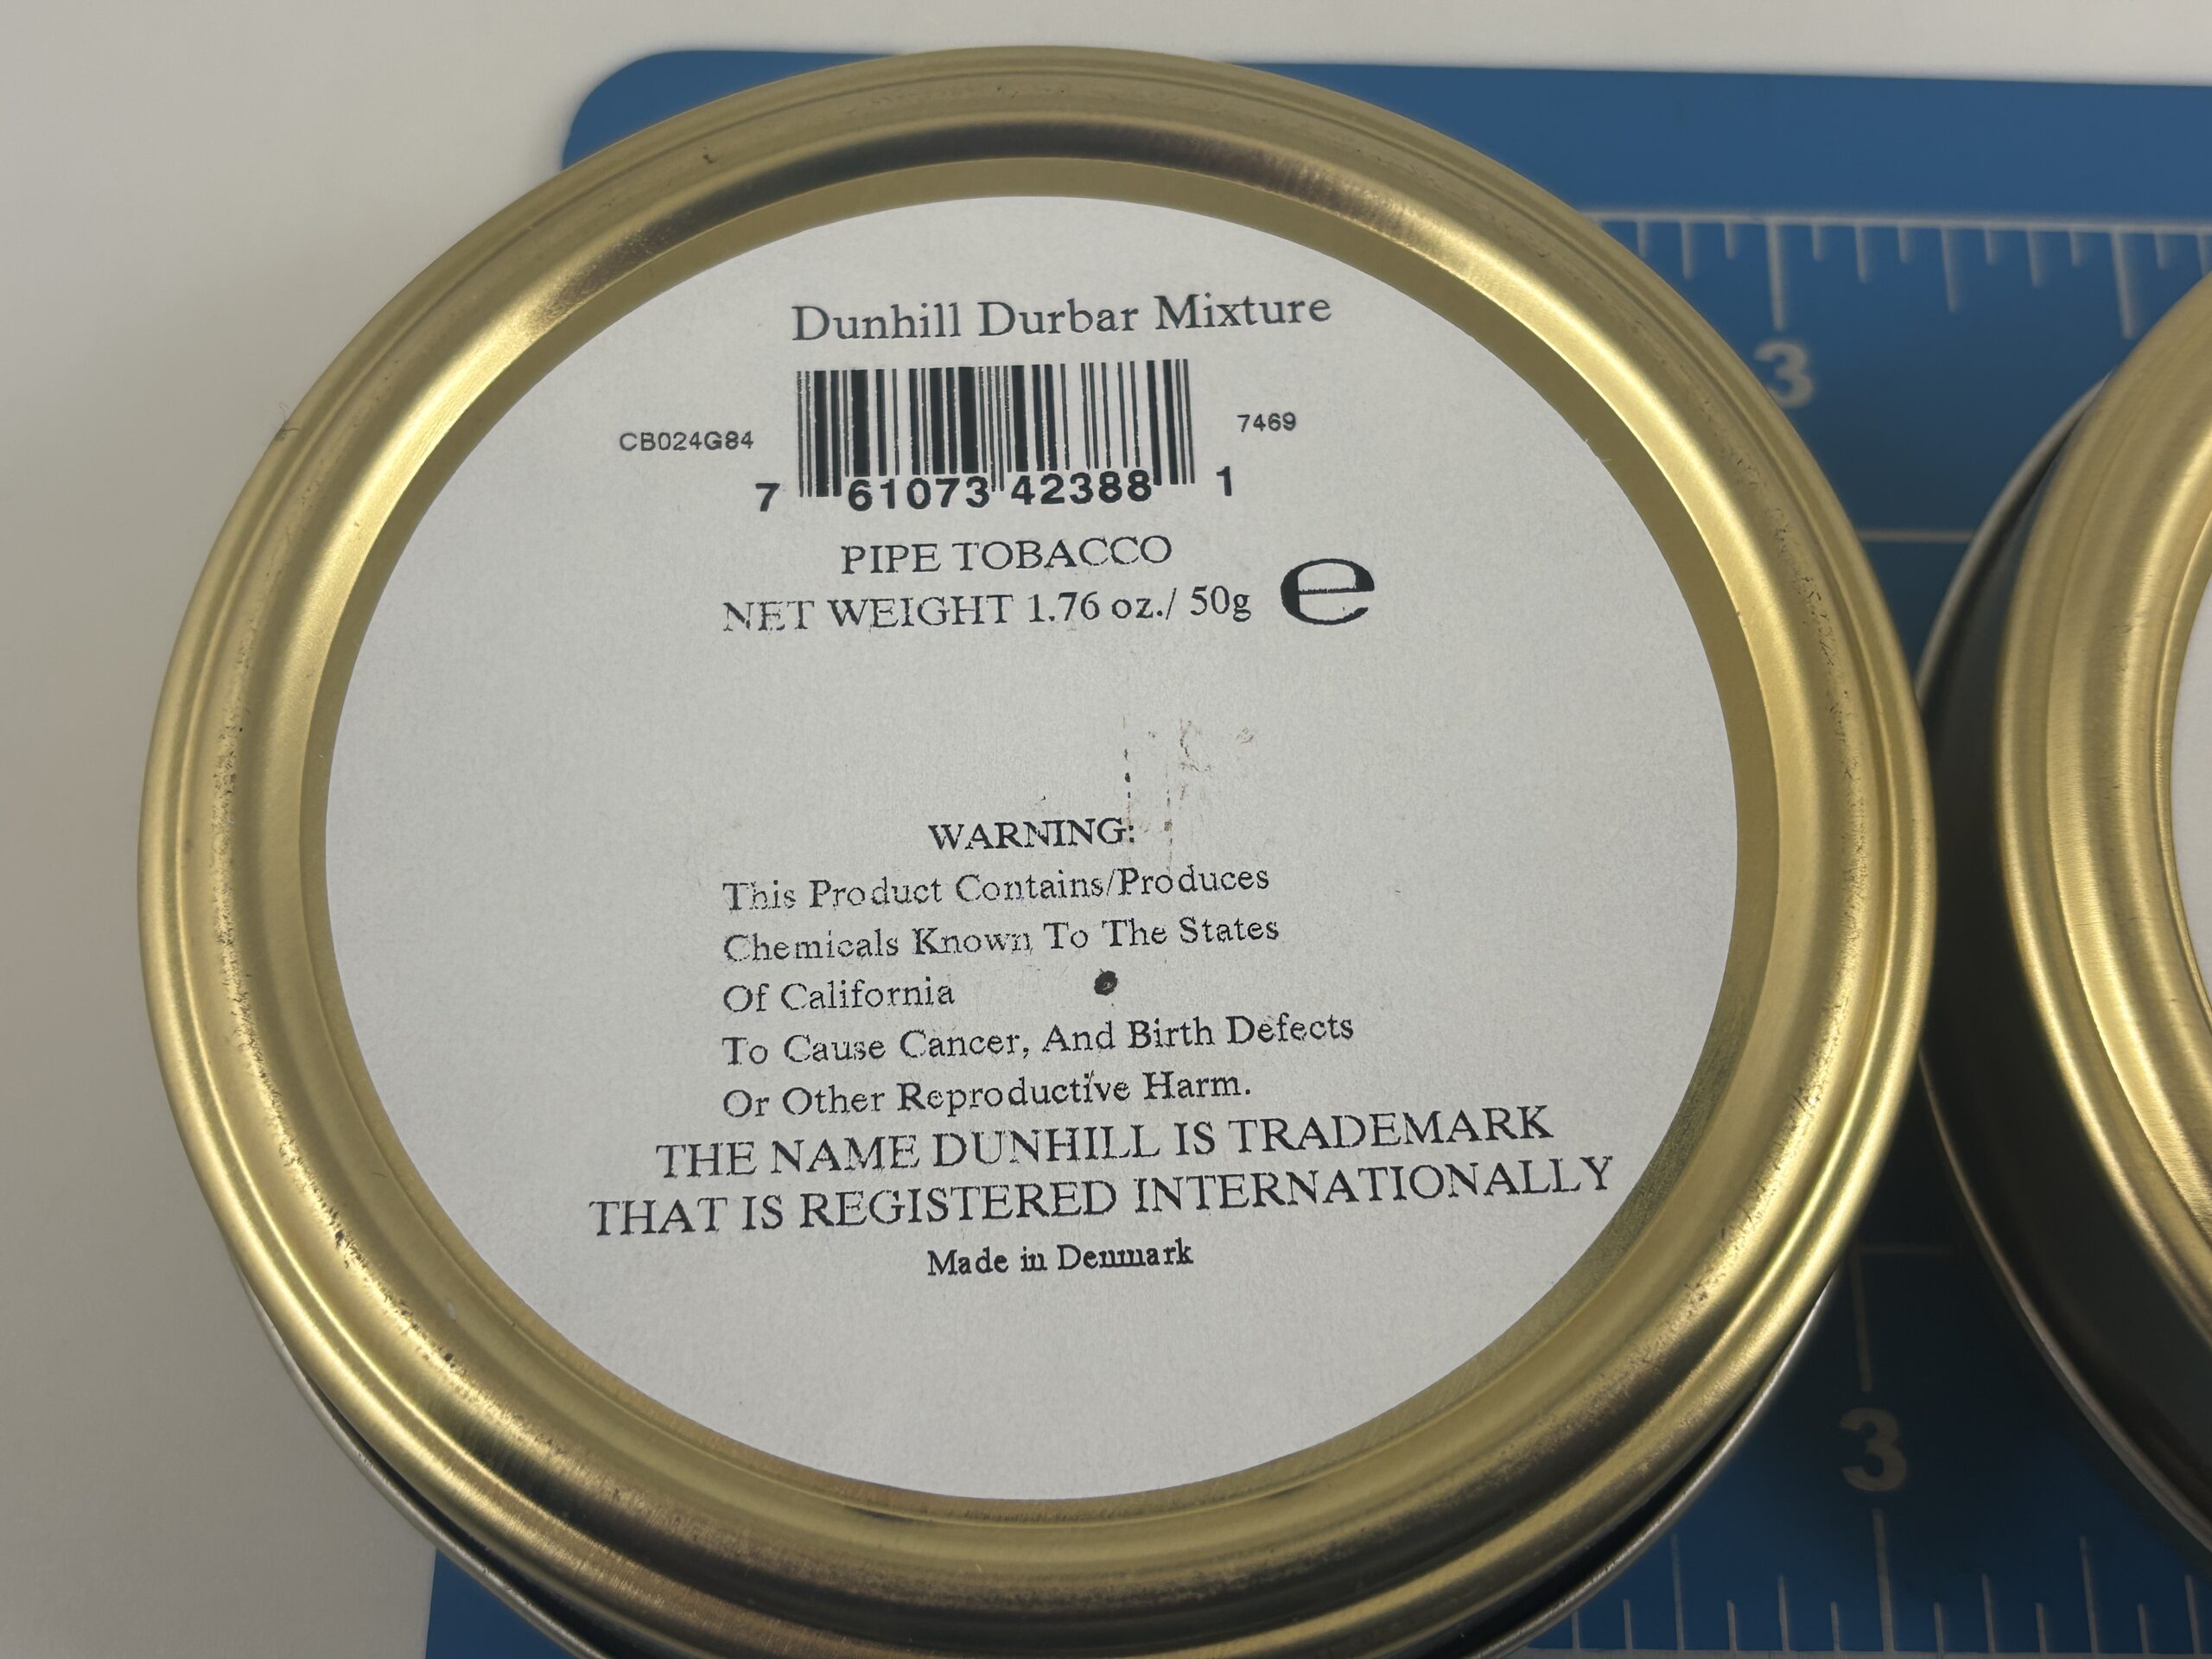 Dunhill Durbar Mixture
CB024G84
7469
7 61073 42388 1
PIPE TOBACCO
NET WEIGHT 1.76 oz./ 50g e
WARNING:
This Product Contains/Produces
Chemicals Known To The States
Of California
To Cause Cancer, And Birth Defects
Or Other Reproductive Harm.
THE NAME DUNHILL IS TRADEMARK
THAT IS REGISTERED INTERNATIONALLY
Made in Denmark
3
3